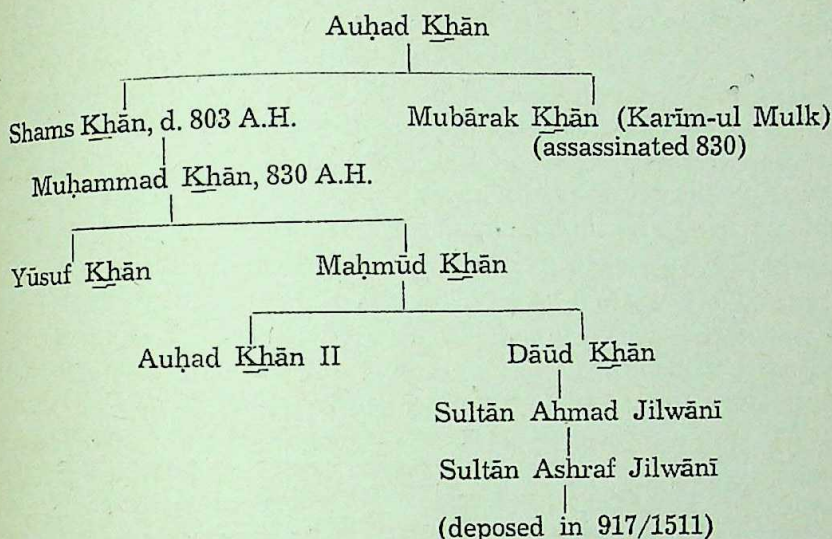 Auḥad Khān
Shams Khān, d. 803 A.H.
Mubārak Khān (Karīm-ul Mulk)
(assassinated 830)
Muḥammad Khān, 830 A.H.
Yūsuf Khān
Maḥmūd Khān
Auḥad Khān II
Dāūd Khān
Sultān Ahmad Jilwānī
Sultān Ashraf Jilwānī
(deposed in 917/1511)